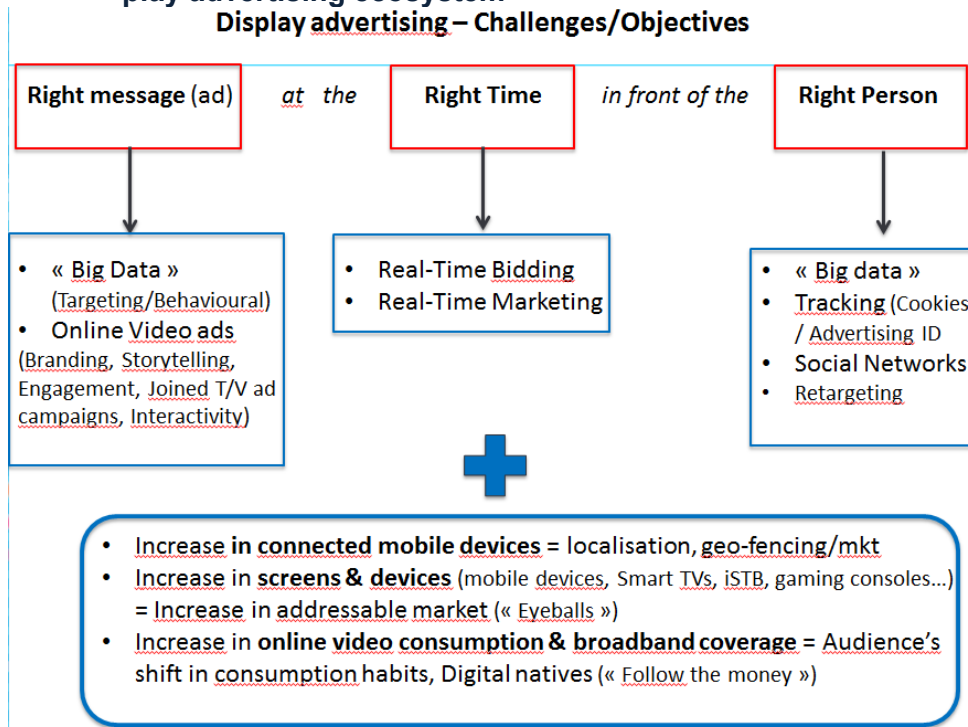 play advertising ecosystem
Display advertising – Challenges/Objectives
Right message (ad) at the Right Time in front of the Right Person
• « Big Data »
(Targeting/Behavioural)
• Online Video ads
(Branding, Storytelling,
Engagement, Joined T/V ad
campaigns, Interactivity)
• Real-Time Bidding
• Real-Time Marketing
• « Big data »
• Tracking (Cookies
/ Advertising ID
• Social Networks
• Retargeting
• Increase in connected mobile devices = localisation, geo-fencing/mkt
• Increase in screens & devices (mobile devices, Smart TVs, iSTB, gaming consoles...)
= Increase in addressable market (« Eyeballs »)
• Increase in online video consumption & broadband coverage = Audience's
shift in consumption habits, Digital natives (« Follow the money »)